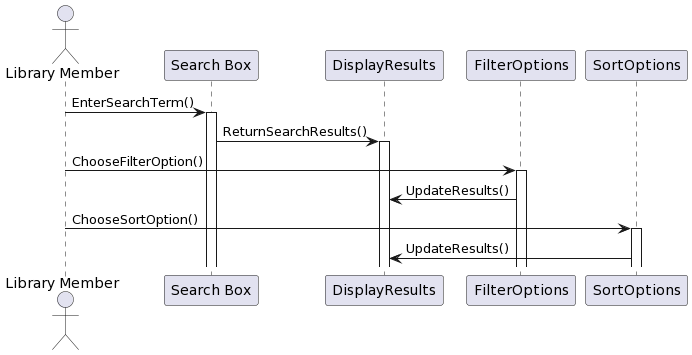 Library Member
Search Box
DisplayResults
FilterOptions
SortOptions
EnterSearchTerm()
ReturnSearchResults()
ChooseFilterOption()
UpdateResults()
ChooseSortOption()
UpdateResults()
Library Member
Search Box
DisplayResults
FilterOptions
SortOptions